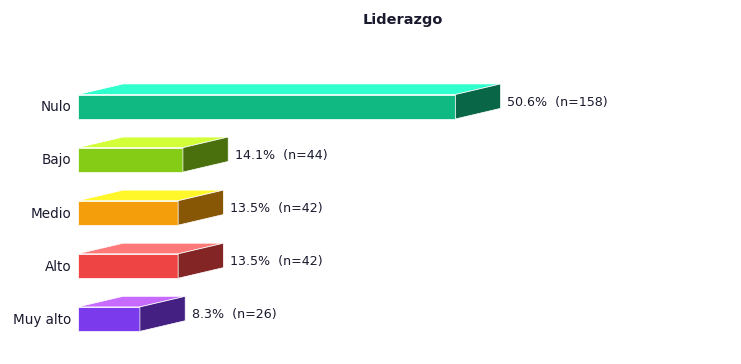 Liderazgo
Nulo 50.6% (n=158)
Bajo 14.1% (n=44)
Medio 13.5% (n=42)
Alto 13.5% (n=42)
Muy alto 8.3% (n=26)